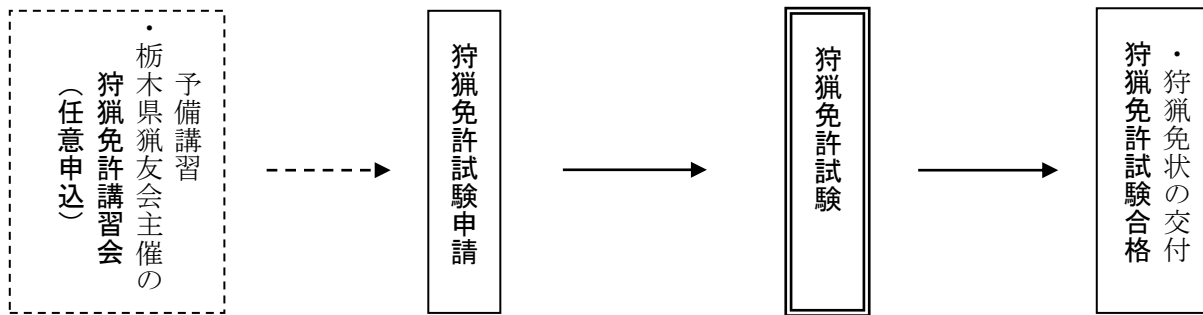 予備講習
・栃木県猟友会主催の
狩猟免許講習会
（任意申込）
狩猟免許試験申請
狩猟免許試験
・狩猟免状の交付
狩猟免許試験合格